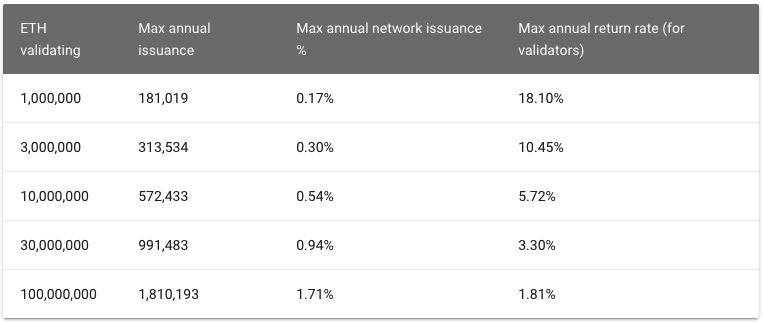 ETH validating Max annual issuance Max annual network issuance % Max annual return rate (for validators)
1,000,000 181,019 0.17% 18.10%
3,000,000 313,534 0.30% 10.45%
10,000,000 572,433 0.54% 5.72%
30,000,000 991,483 0.94% 3.30%
100,000,000 1,810,193 1.71% 1.81%